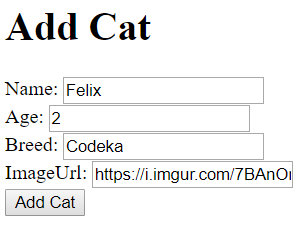 Add Cat
Name: Felix
Age: 2
Breed: Codeka
ImageUrl: https://i.imgur.com/7BAnO
Add Cat